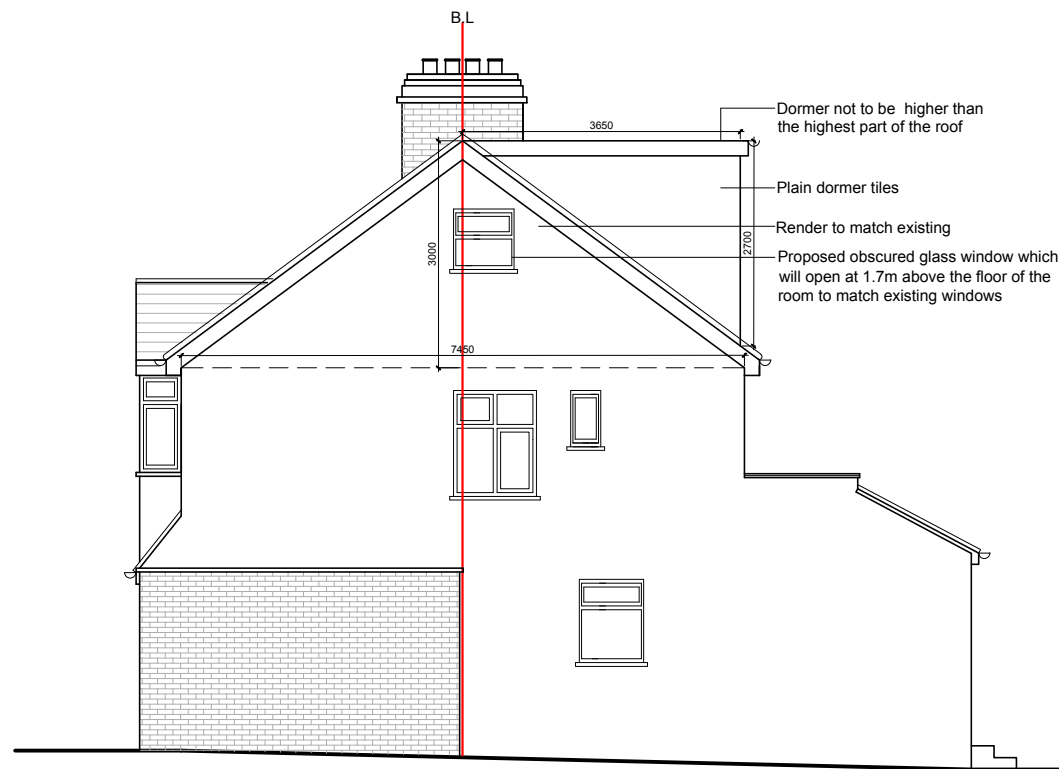 B.L
3650
Dormer not to be higher than
the highest part of the roof
Plain dormer tiles
Render to match existing
2700
3000
Proposed obscured glass window which
will open at 1.7m above the floor of the
room to match existing windows
7450